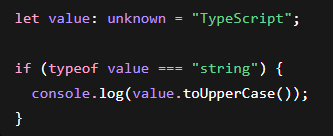 let value: unknown = "TypeScript";
if (typeof value === "string") {
  console.log(value.toUpperCase());
}